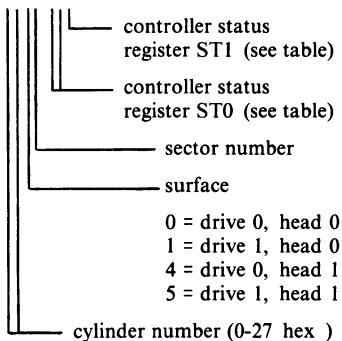 controller status
register ST1 (see table)
controller status
register ST0 (see table)
sector number
surface
0 = drive 0, head 0
1 = drive 1, head 0
4 = drive 0, head 1
5 = drive 1, head 1
cylinder number (0-27 hex )